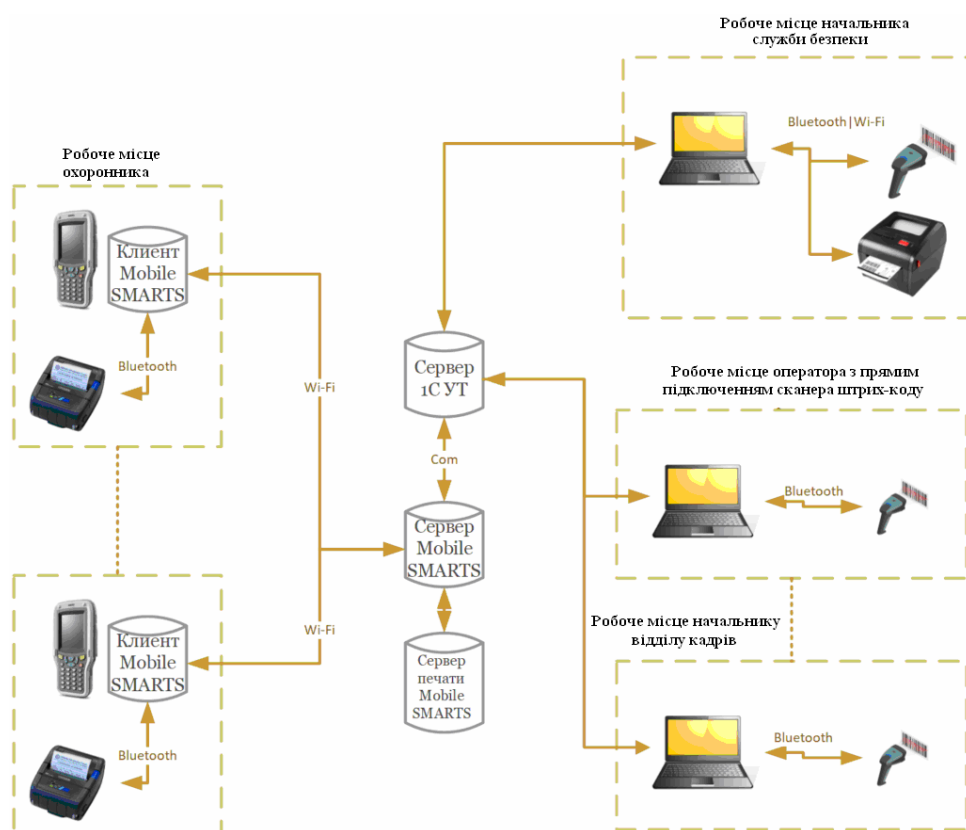 Робоче місце начальника
служби безпеки
Bluetooth|Wi-Fi
Робоче місце
охоронника
Клиент
Mobile
SMARTS
Bluetooth
Wi-Fi
Сервер
1С УТ
Com
Сервер
Mobile
SMARTS
Сервер
печати
Mobile
SMARTS
Робоче місце оператора з прямим
підключенням сканера штрих-коду
Bluetooth
Wi-Fi
Клиент
Mobile
SMARTS
Bluetooth
Робоче місце начальнику
відділу кадрів
Bluetooth